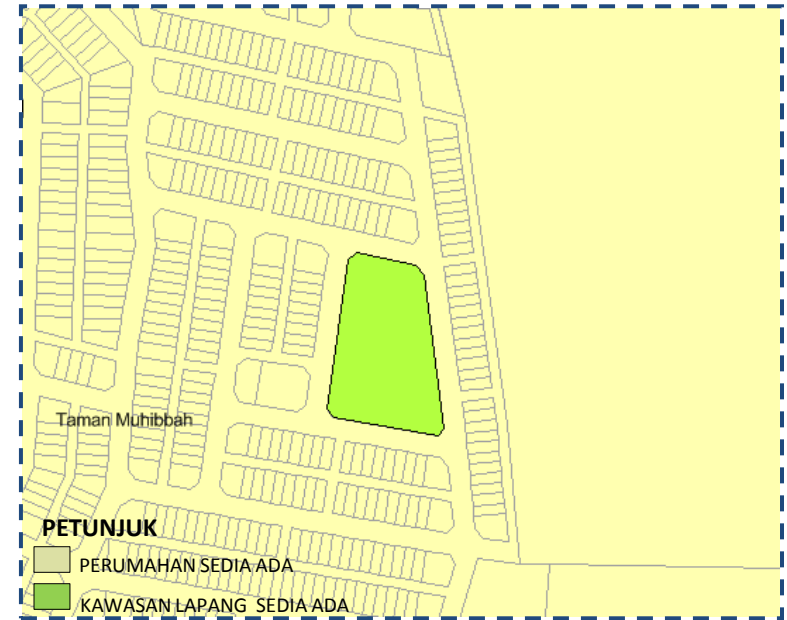 Taman Muhibbah
PETUNJUK
PERUMAHAN SEDIA ADA
KAWASAN LAPANG SEDIA ADA